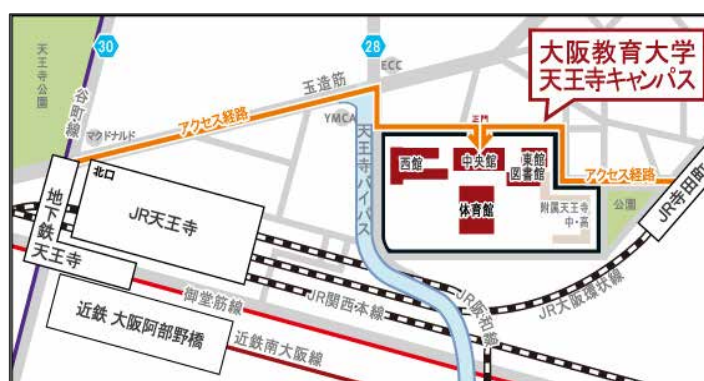 天王寺公園
30
28
ECC
大阪教育大学
天王寺キャンパス
玉造筋
谷町線
アクセス経路
マクドナルド
YMCA
天王寺バイパス
正門
西館
中央館
東館
図書館
アクセス経路
JR寺田町
北口
JR天王寺
地下鉄
天王寺
体育館
附属天王寺
中・高
公園
御堂筋線
JR関西本線
JR阪和線
JR大阪環状線
近鉄 大阪阿部野橋
近鉄南大阪線